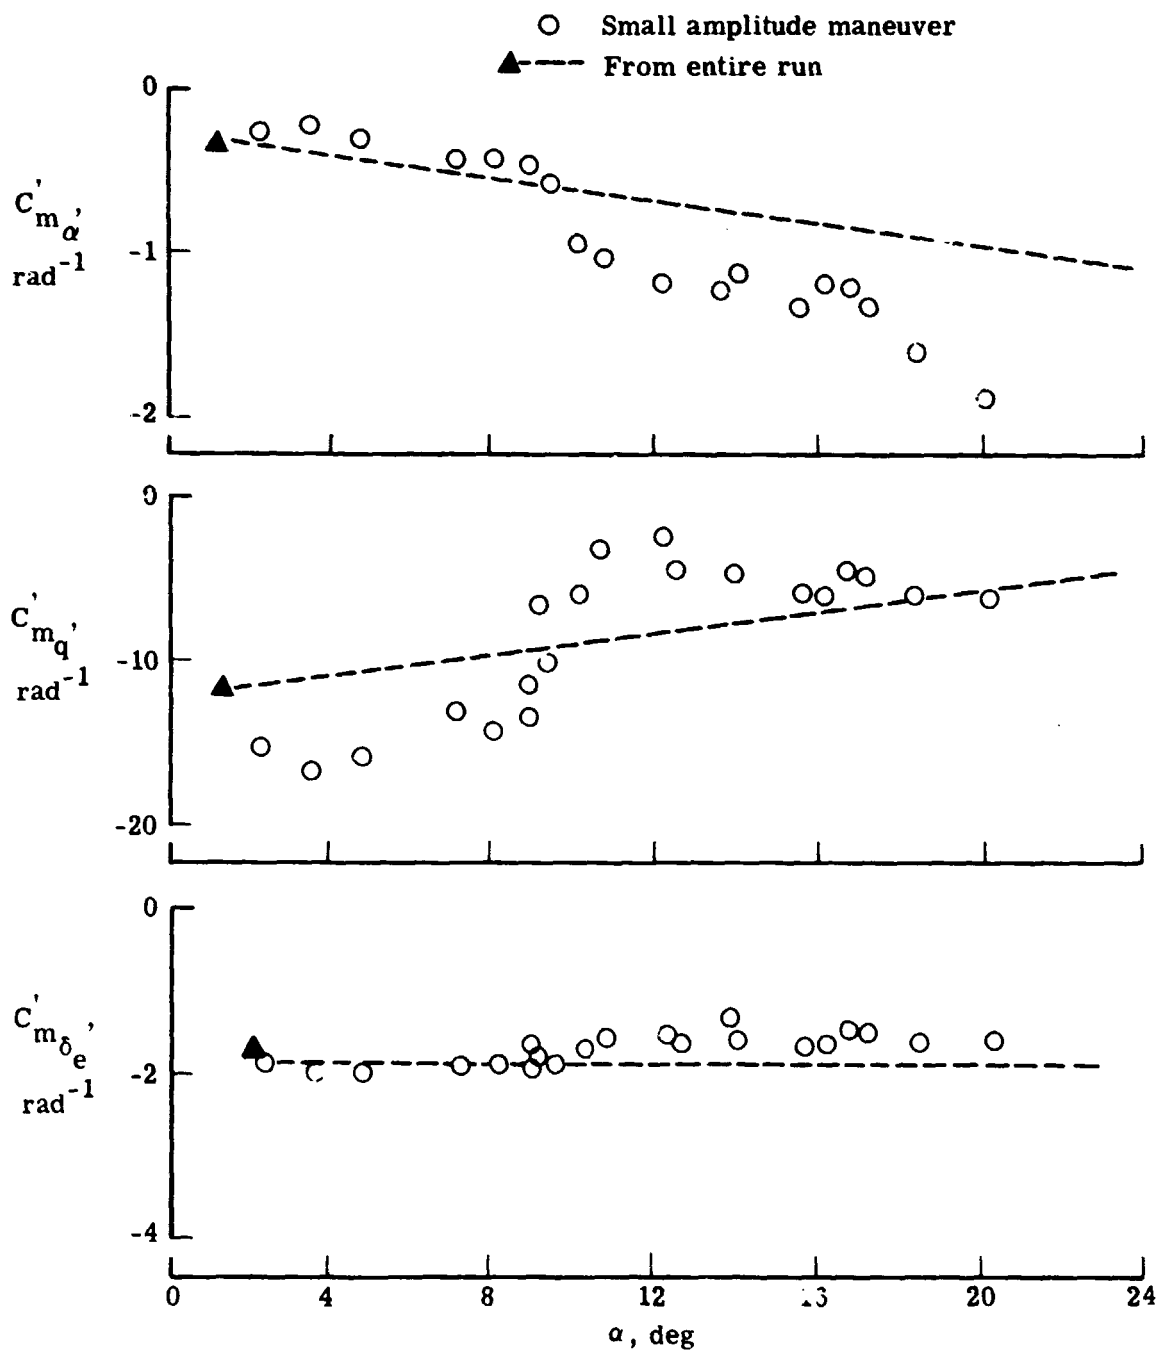 Small amplitude maneuver
From entire run
0
C'mα,
rad-1
-1
-2
0
C'mq,
rad-1
-10
-20
0
C'mδe,
rad-1
-2
-4
0 4 8 12 20 24
α, deg